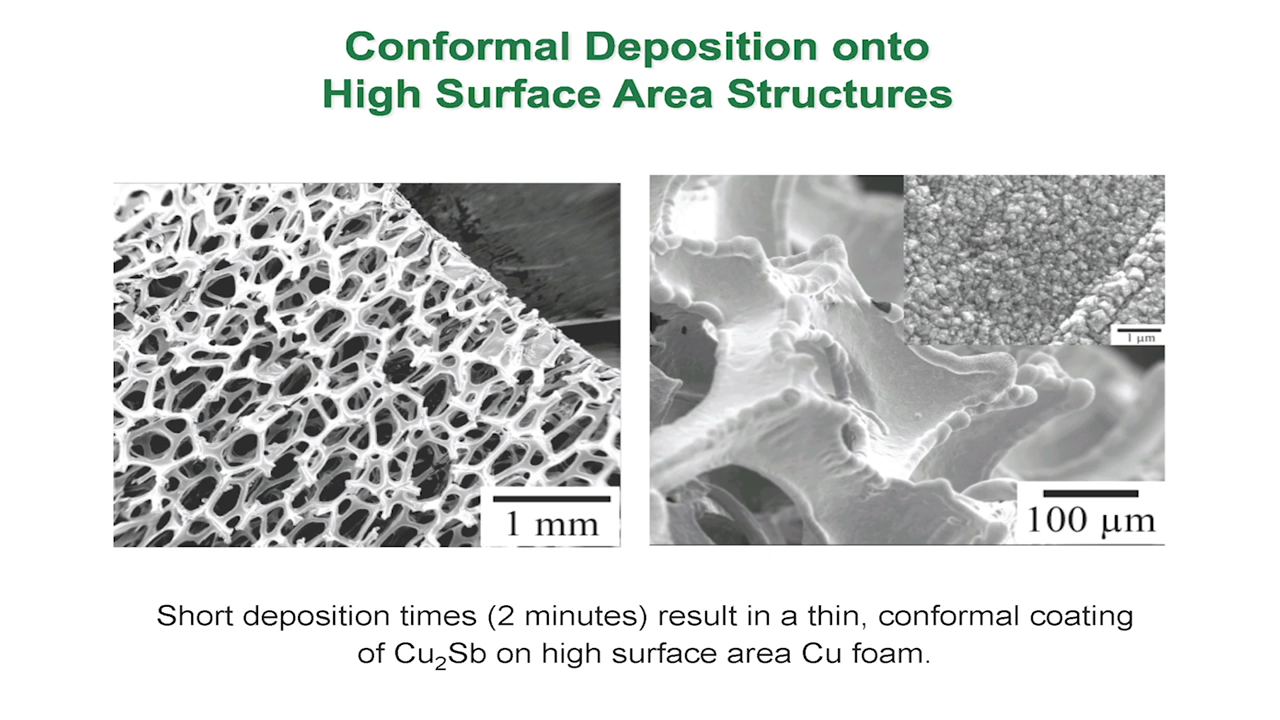 Conformal Deposition onto
High Surface Area Structures
1 μm
1 mm
100 μm
Short deposition times (2 minutes) result in a thin, conformal coating
of Cu₂Sb on high surface area Cu foam.